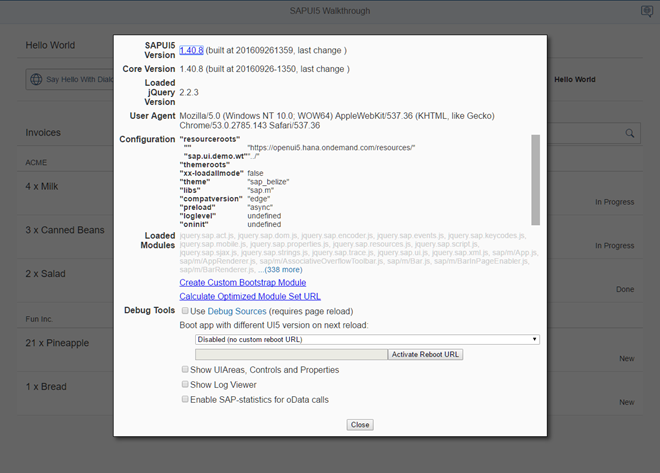 SAPUI5 Walkthrough
Hello World
Say Hello With Dialo
Hello World
Invoices
ACME
4 x Milk
In Progress
3 x Canned Beans
In Progress
2 x Salad
Done
Fun Inc.
21 x Pineapple
New
1 x Bread
New
SAPUI5 Version 1.40.8 (built at 201609261359, last change )
Core Version 1.40.8 (built at 20160926-1350, last change )
Loaded jQuery Version 2.2.3
User Agent Mozilla/5.0 (Windows NT 10.0; WOW64) AppleWebKit/537.36 (KHTML, like Gecko)
Chrome/53.0.2785.143 Safari/537.36
Configuration "resourceroots"
"" "https://openui5.hana.ondemand.com/resources/"
"sap.ui.demo.wt" "../"
"themeroots"
"xx-loadallmode" false
"theme" "sap_belize"
"libs" "sap.m"
"compatversion" "edge"
"preload" "async"
"loglevel" undefined
"oninit" undefined
Loaded Modules jquery.sap.act.js, jquery.sap.dom.js, jquery.sap.encoder.js, jquery.sap.events.js, jquery.sap.keycodes.js,
jquery.sap.mobile.js, jquery.sap.properties.js, jquery.sap.resources.js, jquery.sap.script.js,
jquery.sap.sjax.js, jquery.sap.strings.js, jquery.sap.trace.js, jquery.sap.ui.js, jquery.sap.xml.js, sap/m/App.js,
sap/m/AppRenderer.js, sap/m/AssociativeOverflowToolbar.js, sap/m/Bar.js, sap/m/BarInPageEnabler.js,
sap/m/BarRenderer.js, ...(338 more)
Create Custom Bootstrap Module
Calculate Optimized Module Set URL
Debug Tools Use Debug Sources (requires page reload)
Boot app with different UI5 version on next reload:
Disabled (no custom reboot URL)
Activate Reboot URL
Show UIAreas, Controls and Properties
Show Log Viewer
Enable SAP-statistics for oData calls
Close